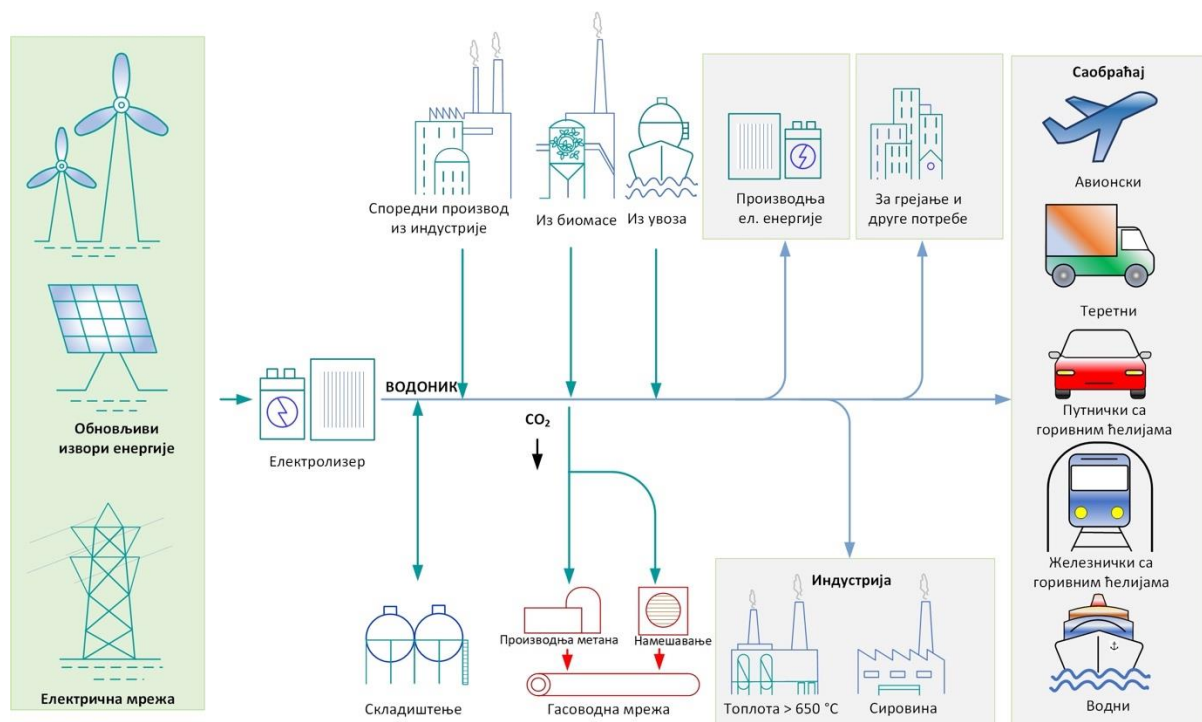 Обновљиви
извори енергије
Електрична мрежа
Електролизер
ВОДОНИК
Споредни производ
из индустрије
Из биомасе
Из увоза
Производња
ел. енергије
За грејање и
друге потребе
CO₂
Складиштење
Производња метана
Намешавање
Гасоводна мрежа
Индустрија
Топлота > 650 °C
Сировина
Саобраћај
Авионски
Теретни
Путнички са
горивним ћелијама
Железнички са
горивним ћелијама
Водни